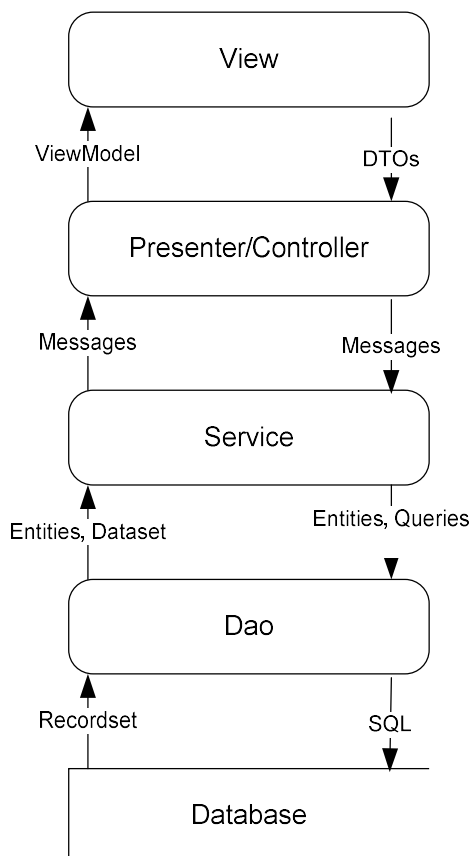 View
ViewModel
DTOs
Presenter/Controller
Messages
Messages
Service
Entities, Dataset
Entities, Queries
Dao
Recordset
SQL
Database